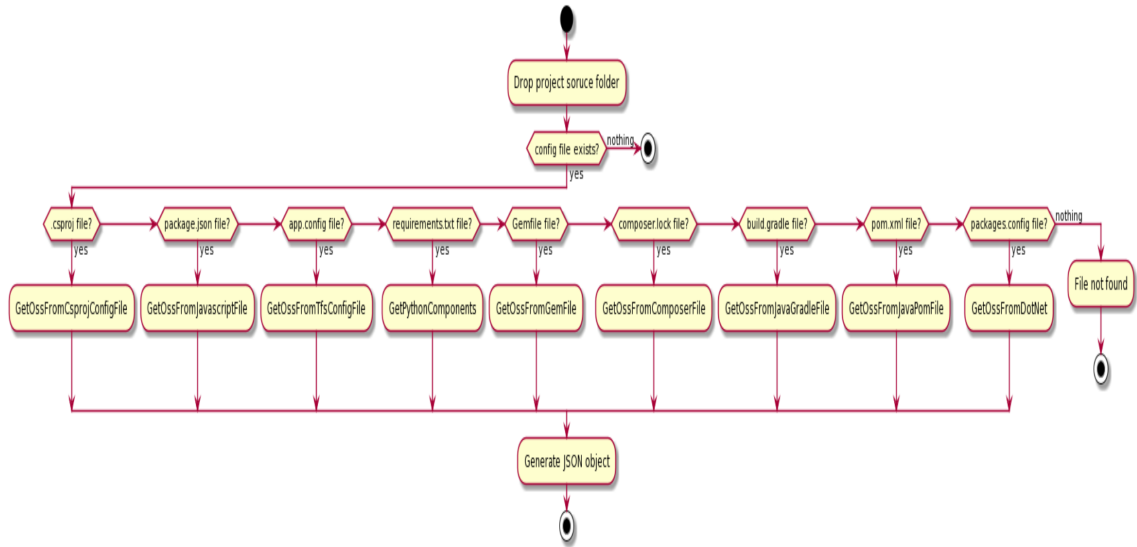 Drop project soruce folder
config file exists?
nothing
yes
.csproj file?
package.json file?
app.config file?
requirements.txt file?
Gemfile file?
composer.lock file?
build.gradle file?
pom.xml file?
packages.config file?
nothing
yes
yes
yes
yes
yes
yes
yes
yes
yes
GetOssFromCsprojConfigFile
GetOssFromJavascriptFile
GetOssFromTfsConfigFile
GetPythonComponents
GetOssFromGemFile
GetOssFromComposerFile
GetOssFromJavaGradleFile
GetOssFromJavaPomFile
GetOssFromDotNet
File not found
Generate JSON object